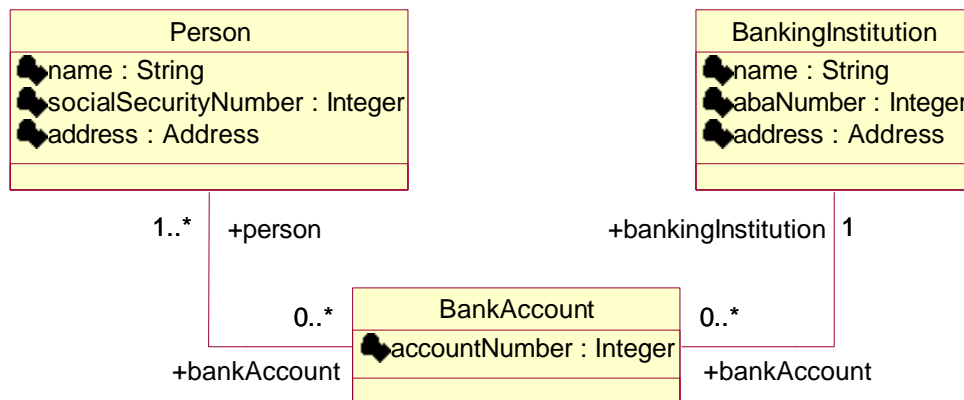 Person
name : String
socialSecurityNumber : Integer
address : Address
BankingInstitution
name : String
abaNumber : Integer
address : Address
1..*
+person
+bankingInstitution
1
0..*
+bankAccount
BankAccount
accountNumber : Integer
0..*
+bankAccount